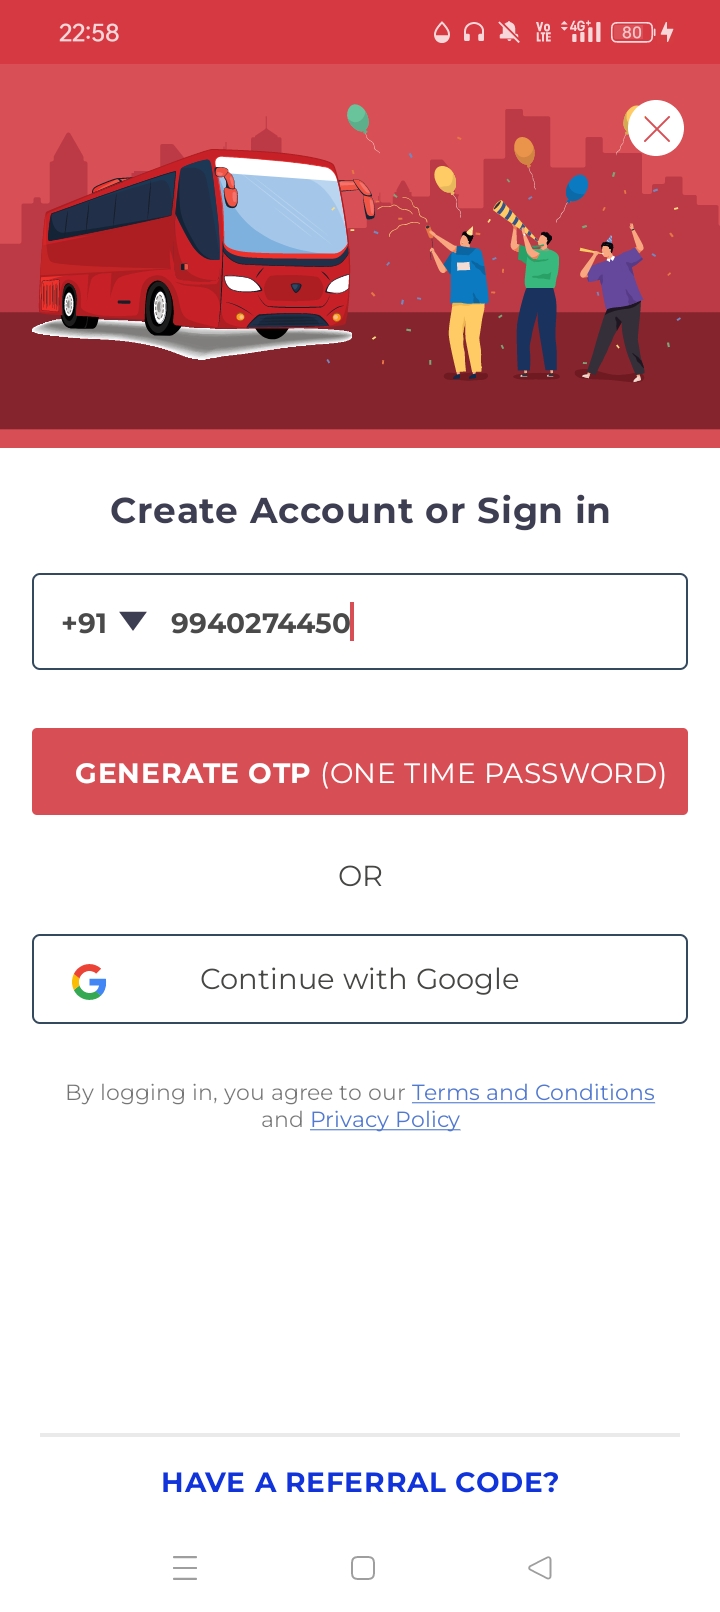 22:58
Vo LTE 4G+ 80
Create Account or Sign in
+91 9940274450
GENERATE OTP (ONE TIME PASSWORD)
OR
Continue with Google
By logging in, you agree to our Terms and Conditions
and Privacy Policy
HAVE A REFERRAL CODE?